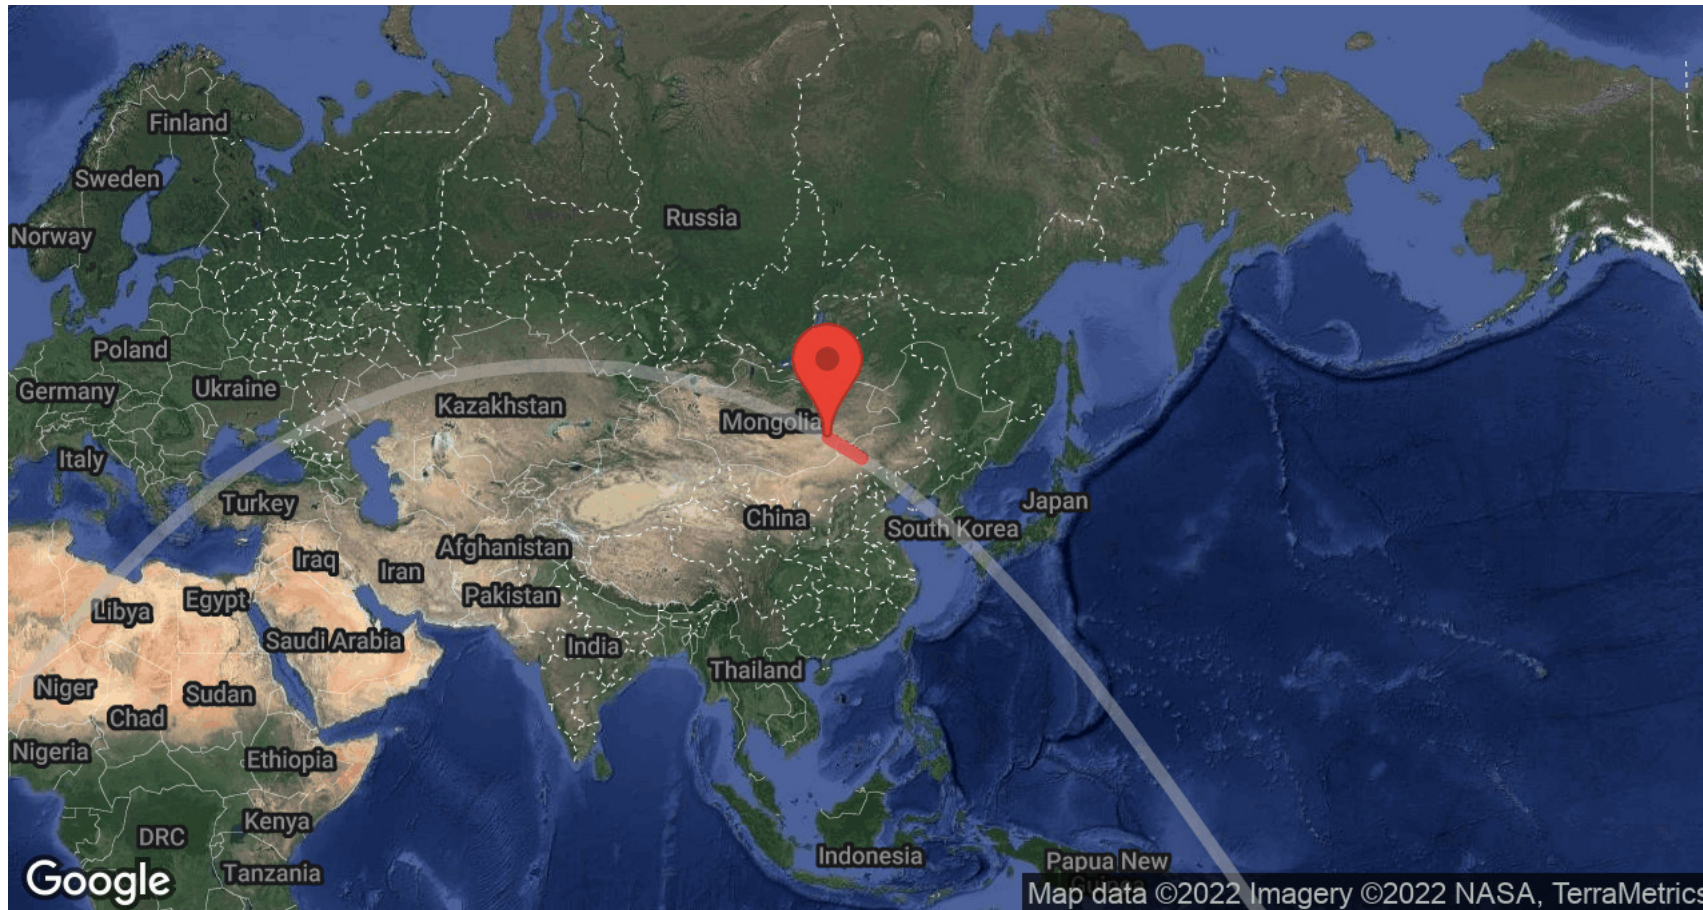 Finland
Sweden
Russia
Norway
Poland
Germany
Ukraine
Kazakhstan
Mongolia
Italy
Turkey
China
Japan
South Korea
Afghanistan
Iraq
Iran
Pakistan
Egypt
Libya
Saudi Arabia
India
Thailand
Niger
Sudan
Chad
Nigeria
Ethiopia
Kenya
DRC
Indonesia
Papua New
Guinea
Tanzania
Google
Map data ©2022 Imagery ©2022 NASA, TerraMetrics